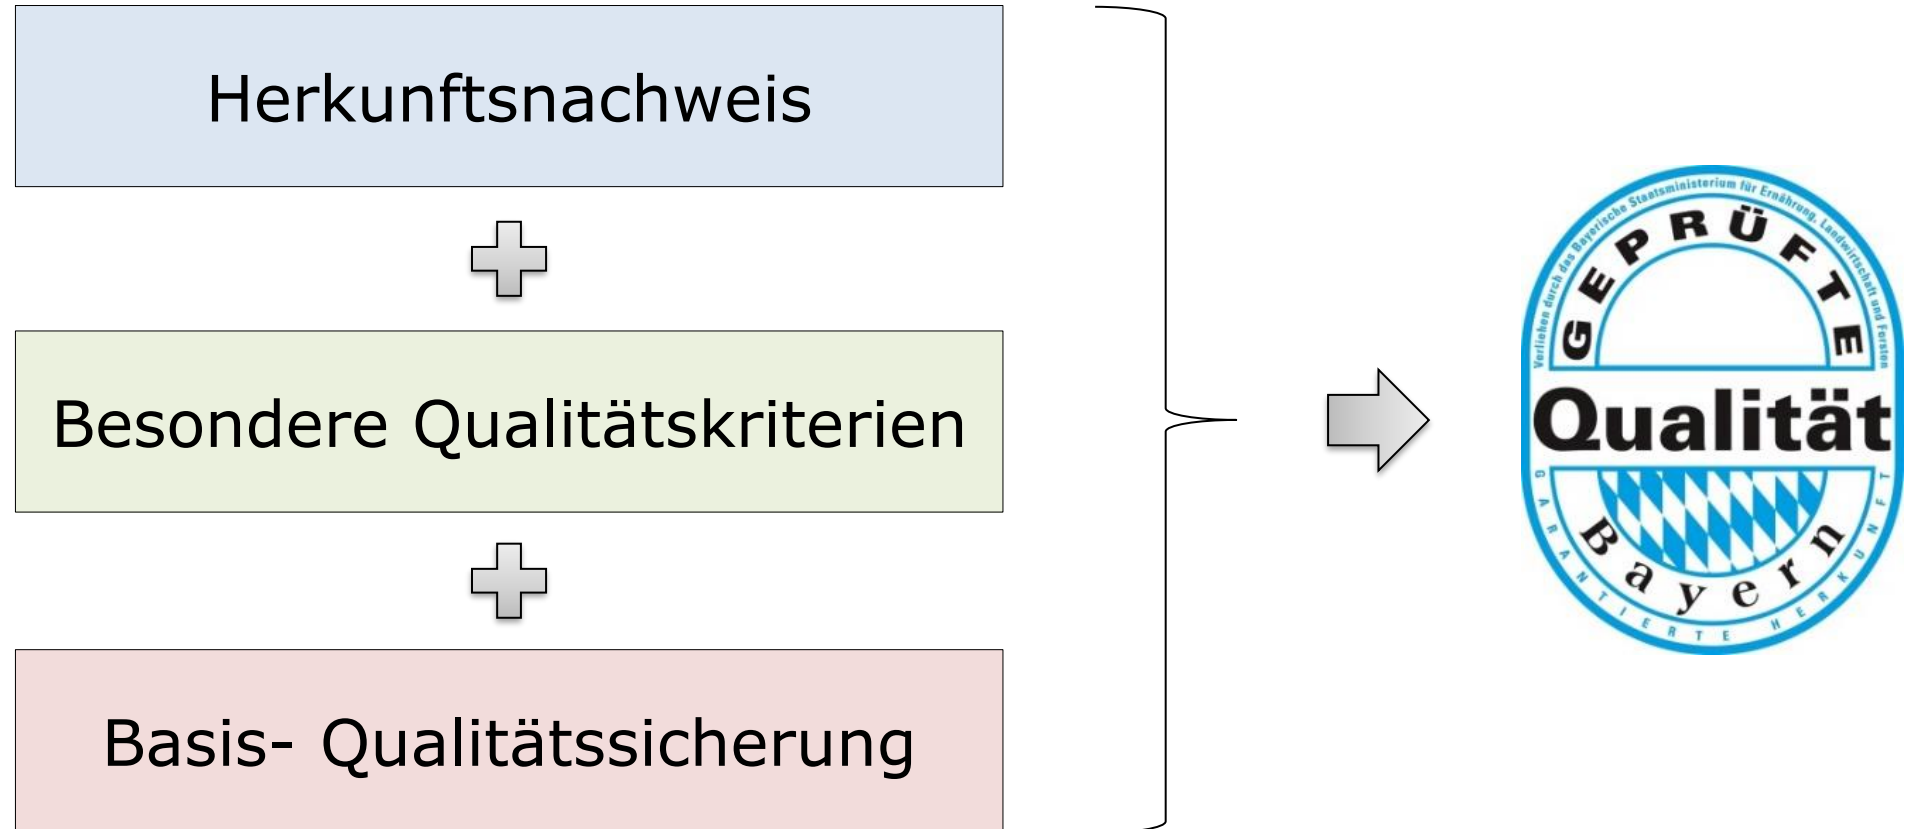 Herkunftsnachweis
Besondere Qualitätskriterien
Basis- Qualitätssicherung
Verliehen durch das Bayerische Staatsministerium für Ernährung, Landwirtschaft und Forsten
GEPRÜFTE
Qualität
Bayern
GARANTIERTE HERKUNFT